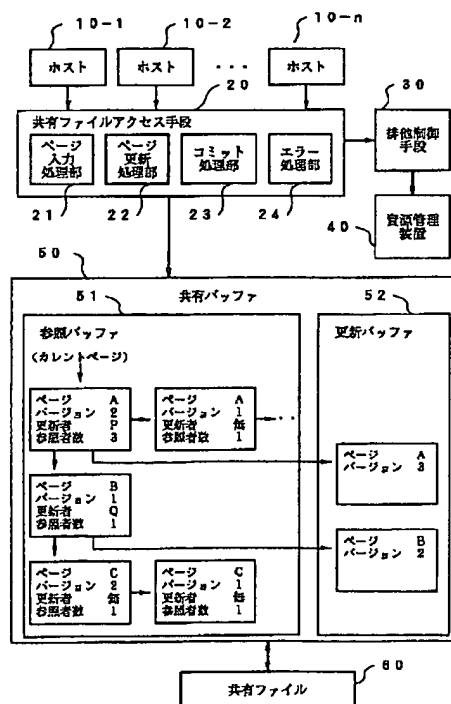 10-1 10-2 10-n
ホスト ホスト ・・・ ホスト
20 30
共有ファイルアクセス手段
ページ入力処理部
ページ更新処理部
コミット処理部
エラー処理部
排他制御手段
21 22 23 24
40
資源管理装置
50
共有バッファ
51
参照バッファ
(カレントページ)
ページ A
バージョン 2
更新者 P
参照者数 3
ページ A
バージョン 1
更新者 無
参照者数 1
・・
ページ B
バージョン 1
更新者 Q
参照者数 1
ページ C
バージョン 2
更新者 無
参照者数 1
ページ C
バージョン 1
更新者 無
参照者数 1
52
更新バッファ
ページ A
バージョン 3
ページ B
バージョン 2
60
共有ファイル